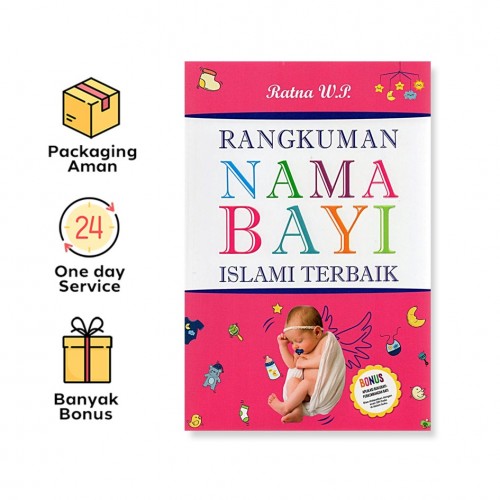 Packaging
Aman
24
One day
Service
Banyak
Bonus
Ratna W.P.
RANGKUMAN
NAMA
BAYI
ISLAMI TERBAIK
BONUS